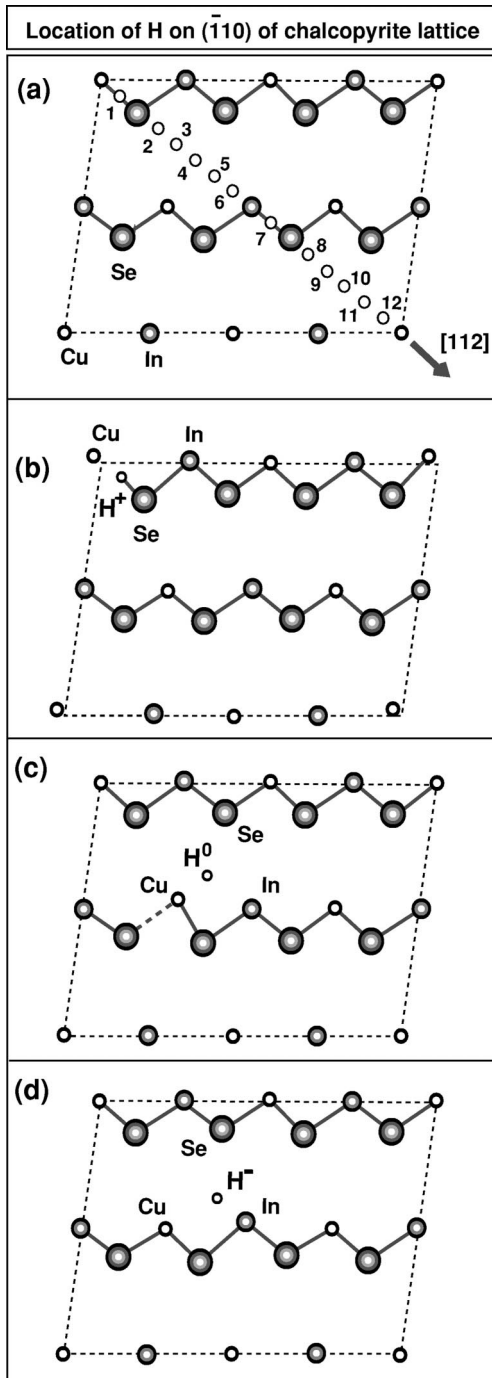 Location of H on (1̄10) of chalcopyrite lattice
(a)
1
2
3
4
5
6
7
8
9
10
11
12
Se
Cu
In
[112]
(b)
Cu
In
H⁺
Se
(c)
Se
H⁰
Cu
In
(d)
Se
H⁻
Cu
In